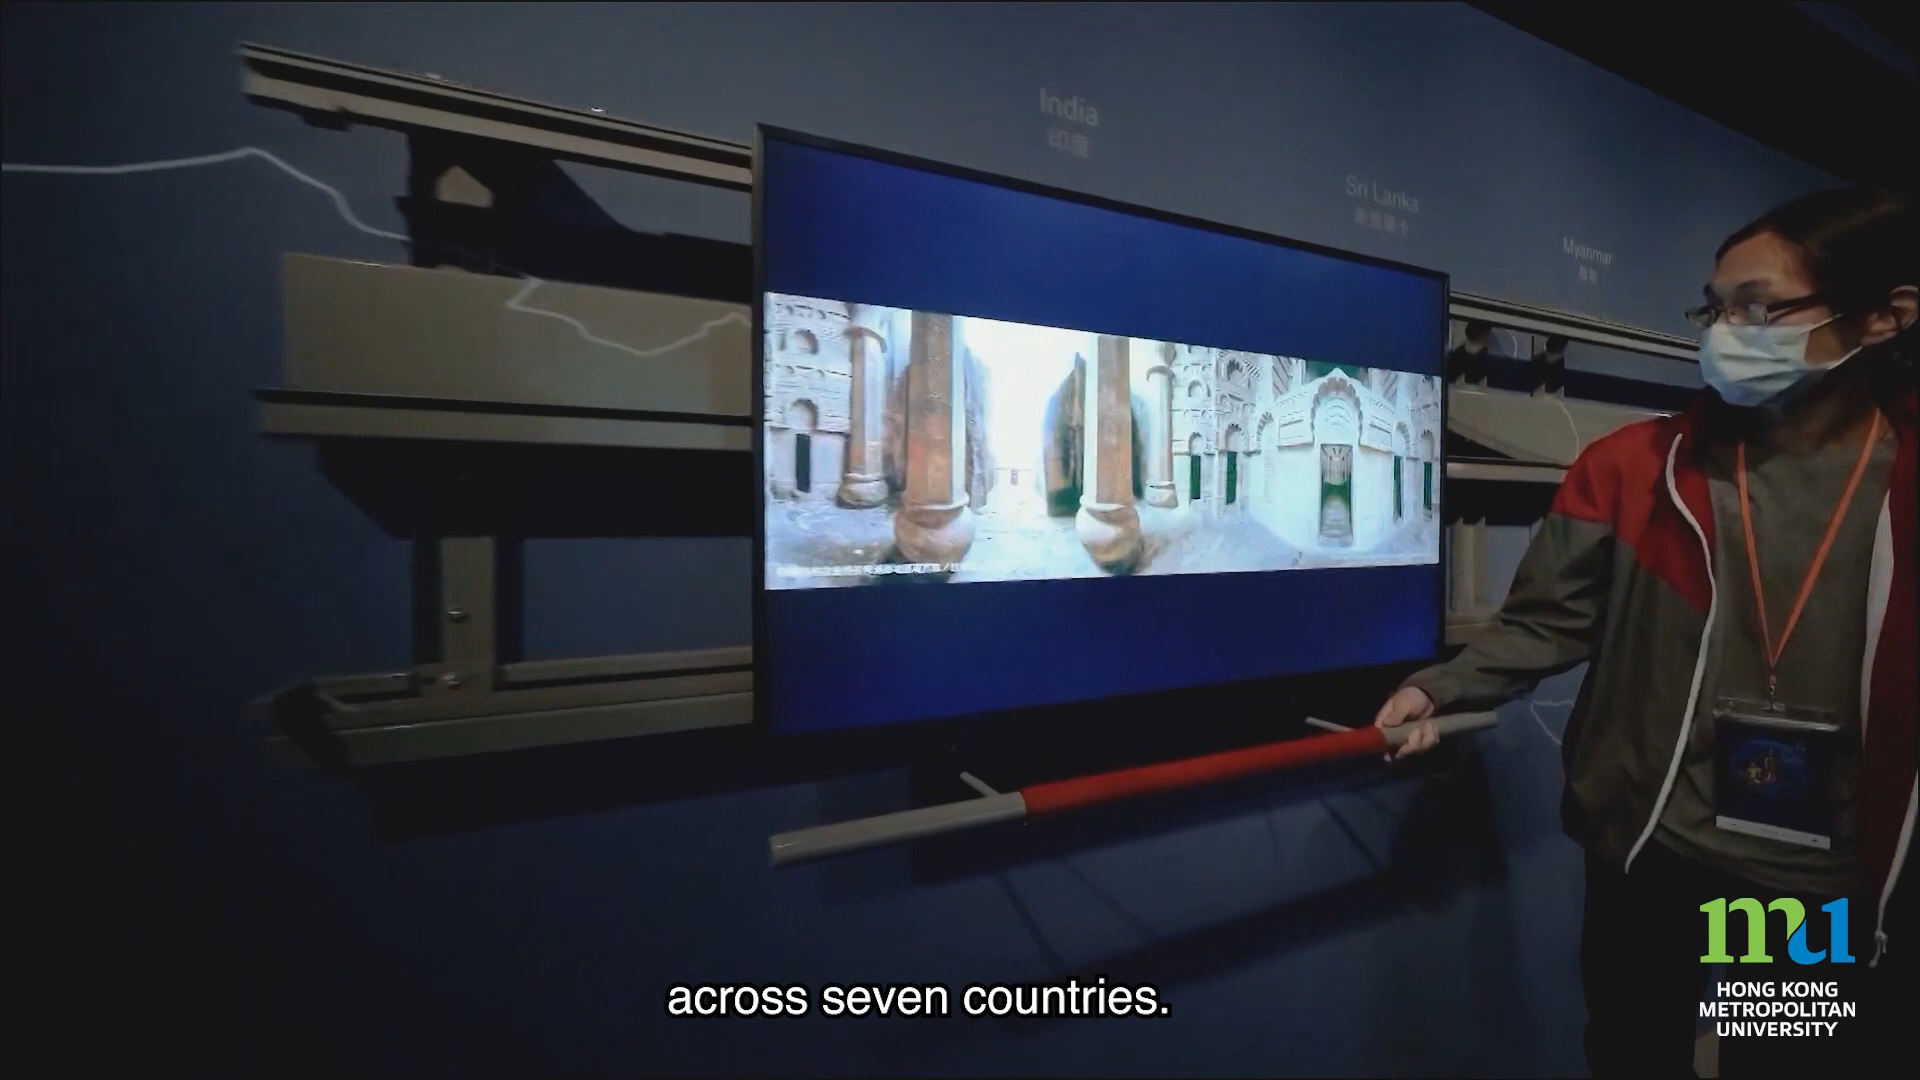 India
印度
Sri Lanka
斯里蘭卡
Myanmar
緬甸
across seven countries.
mu
HONG KONG
METROPOLITAN
UNIVERSITY